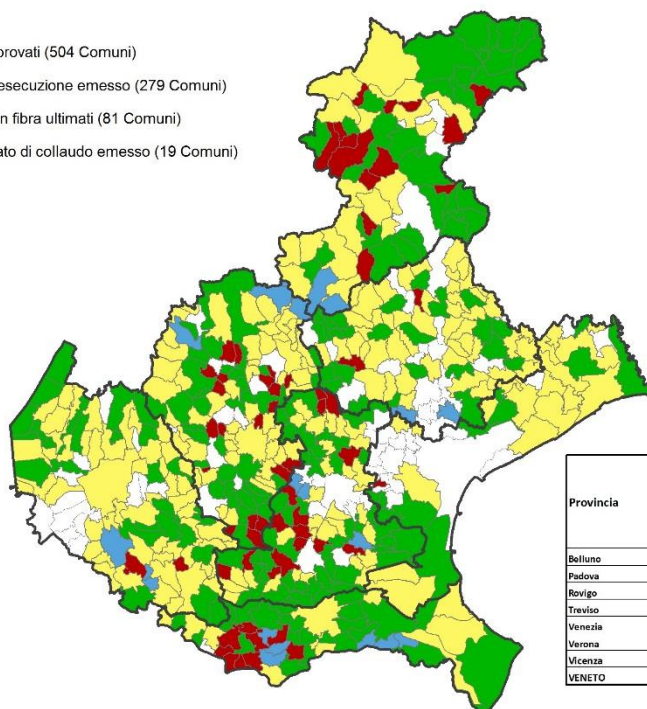 provati (504 Comuni)
esecuzione emesso (279 Comuni)
n fibra ultimati (81 Comuni)
ato di collaudo emesso (19 Comuni)
Provincia
Belluno
Padova
Rovigo
Treviso
Venezia
Verona
Vicenza
VENETO